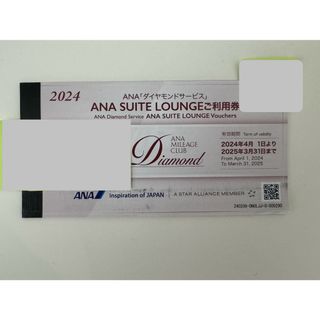 2024
ANA「ダイヤモンドサービス」
ANA SUITE LOUNGEご利用券
ANA Diamond Service ANA SUITE LOUNGE Vouchers
有効期間 Term of validity
2024年4月 1日より
2025年3月31日まで
From April 1, 2024
To March 31, 2025
ANA
MILEAGE
CLUB
Diamond
ANA Inspiration of JAPAN
A STAR ALLIANCE MEMBER